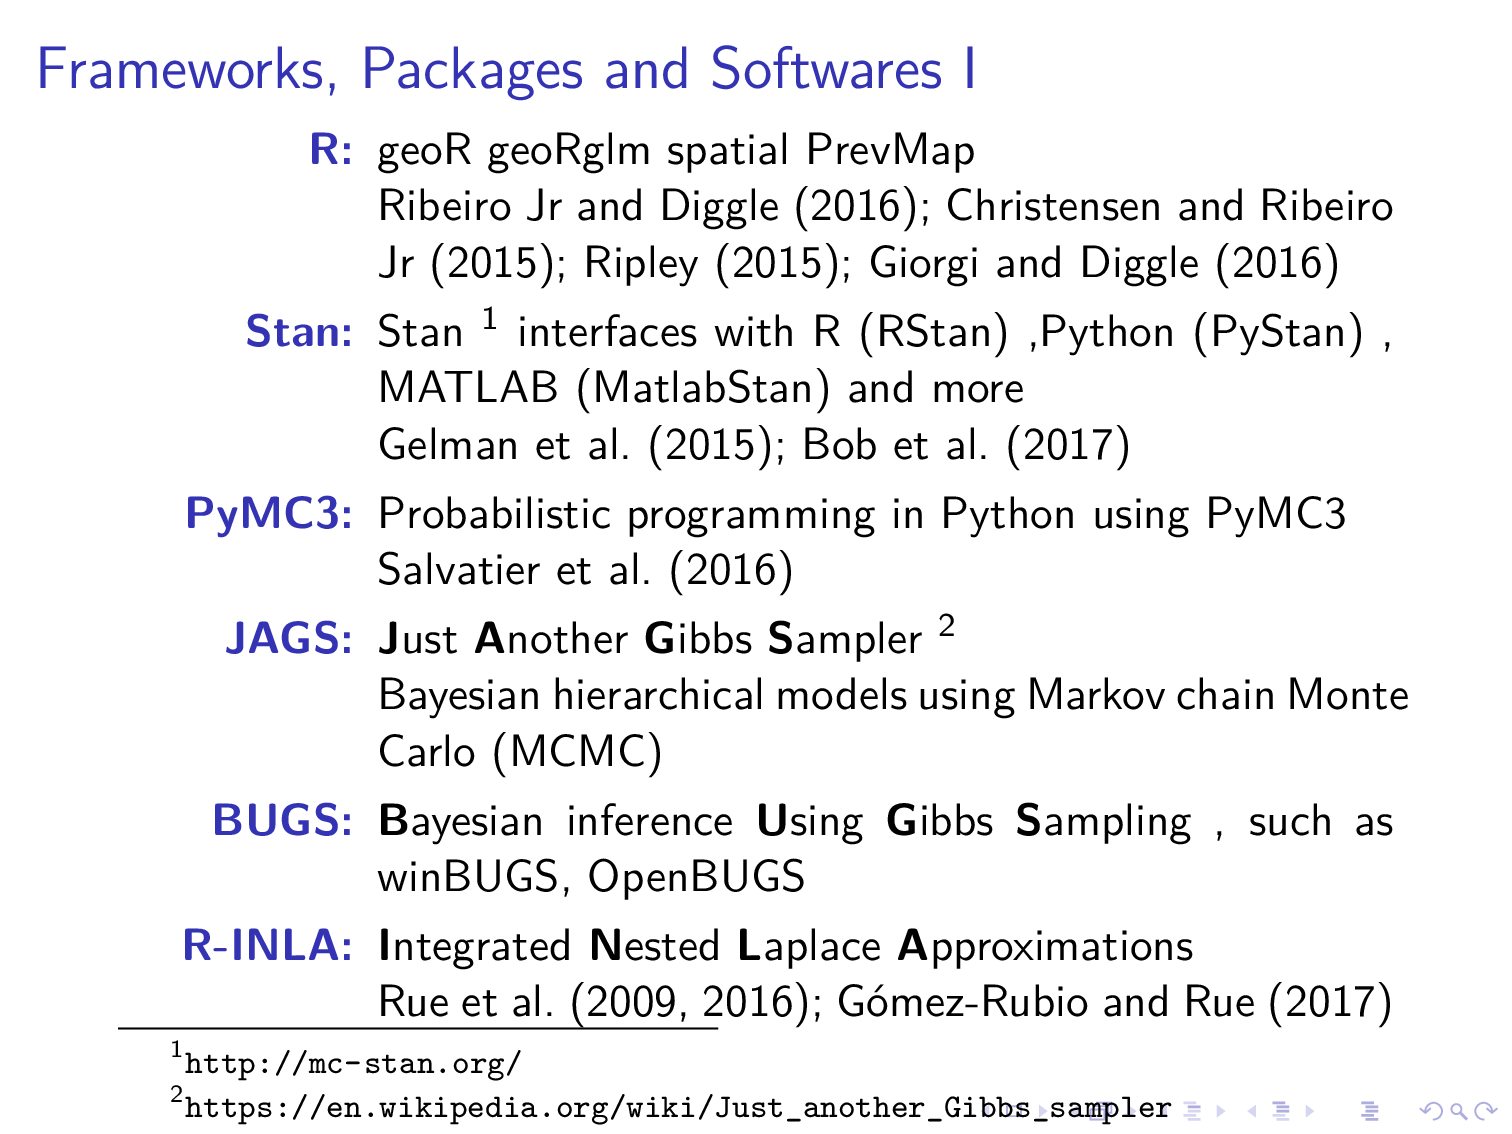 Frameworks, Packages and Softwares I
R: geoR geoRglm spatial PrevMap
Ribeiro Jr and Diggle (2016); Christensen and Ribeiro
Jr (2015); Ripley (2015); Giorgi and Diggle (2016)
Stan: Stan ¹ interfaces with R (RStan) ,Python (PyStan) ,
MATLAB (MatlabStan) and more
Gelman et al. (2015); Bob et al. (2017)
PyMC3: Probabilistic programming in Python using PyMC3
Salvatier et al. (2016)
JAGS: Just Another Gibbs Sampler ²
Bayesian hierarchical models using Markov chain Monte
Carlo (MCMC)
BUGS: Bayesian inference Using Gibbs Sampling , such as
winBUGS, OpenBUGS
R-INLA: Integrated Nested Laplace Approximations
Rue et al. (2009, 2016); Gómez-Rubio and Rue (2017)
¹http://mc-stan.org/
²https://en.wikipedia.org/wiki/Just_another_Gibbs_sampler